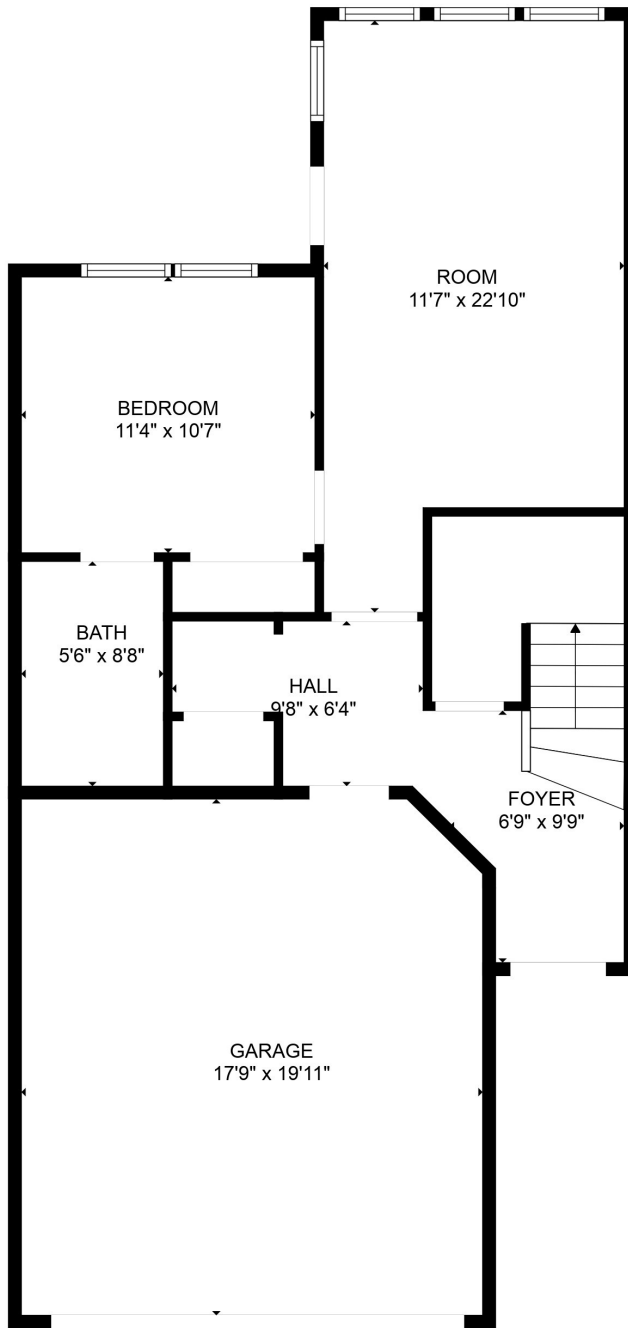 ROOM
11'7" x 22'10"
BEDROOM
11'4" x 10'7"
BATH
5'6" x 8'8"
HALL
9'8" x 6'4"
FOYER
6'9" x 9'9"
GARAGE
17'9" x 19'11"